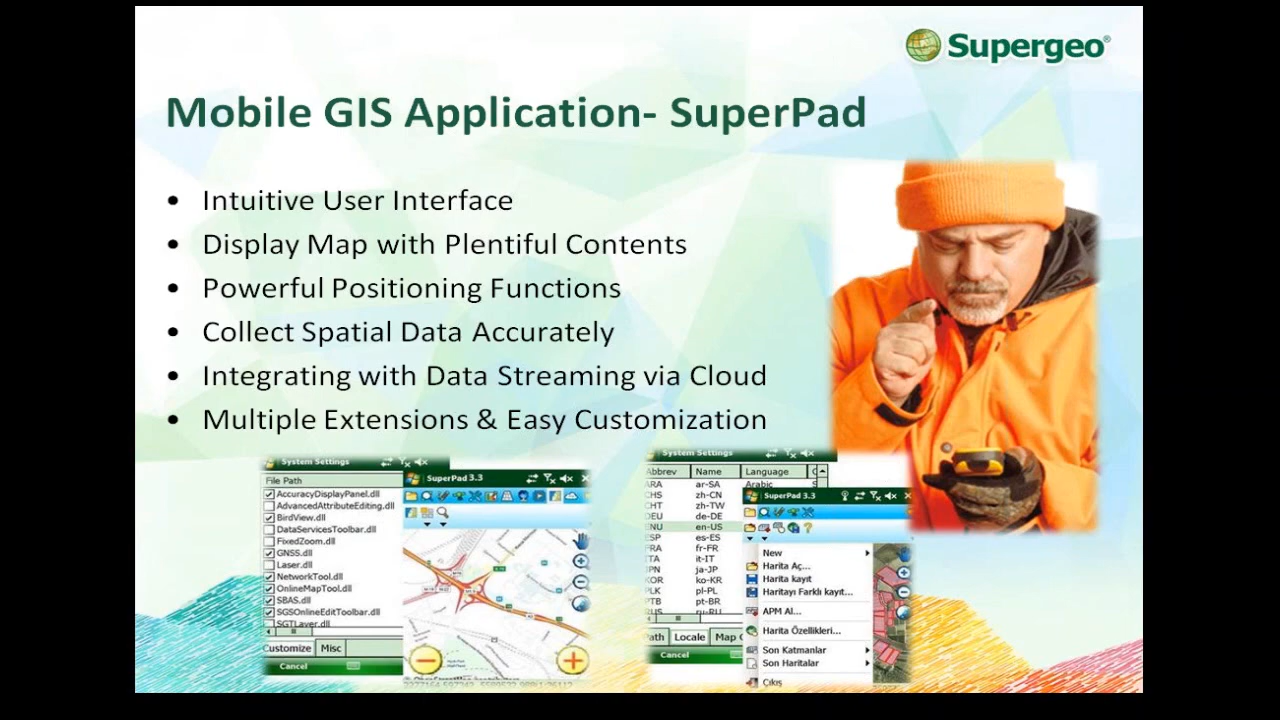 Supergeo®
Mobile GIS Application- SuperPad
• Intuitive User Interface
• Display Map with Plentiful Contents
• Powerful Positioning Functions
• Collect Spatial Data Accurately
• Integrating with Data Streaming via Cloud
• Multiple Extensions & Easy Customization
System Settings
File Path
AccuracyDisplayPanel.dll
AdvancedAttributeEditing.dll
BirdView.dll
DataServicesToolbar.dll
FixedZoom.dll
GNSS.dll
Laser.dll
NetworkTool.dll
OnlineMapTool.dll
SBAS.dll
SGSOnlineEditToolbar.dll
SGTLayer.dll
Customize Misc
Cancel
SuperPad 3.3
System Settings
Abbrev Name Language
ARA ar-SA Arabic
CHS zh-CN
CHT zh-TW
DEU de-DE
ENU en-US
ESP es-ES
FRA fr-FR
ITA it-IT
JPN ja-JP
KOR ko-KR
PLK pl-PL
PTB pt-BR
RUS ru-RU
Path Locale Map
Cancel
SuperPad 3.3
New
Harita Aç...
Harita kayıt
Haritayı Farklı kayıt...
APM Al...
Harita Özellikleri...
Son Katmanlar
Son Haritalar
Çıkış